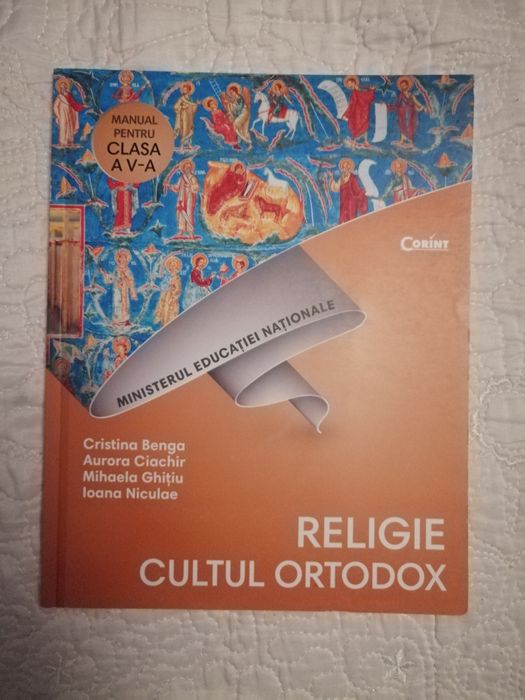 MANUAL
PENTRU
CLASA
A V-A
CORINT
MINISTERUL EDUCAȚIEI NAȚIONALE
Cristina Benga
Aurora Ciachir
Mihaela Ghițiu
Ioana Niculae
RELIGIE
CULTUL ORTODOX